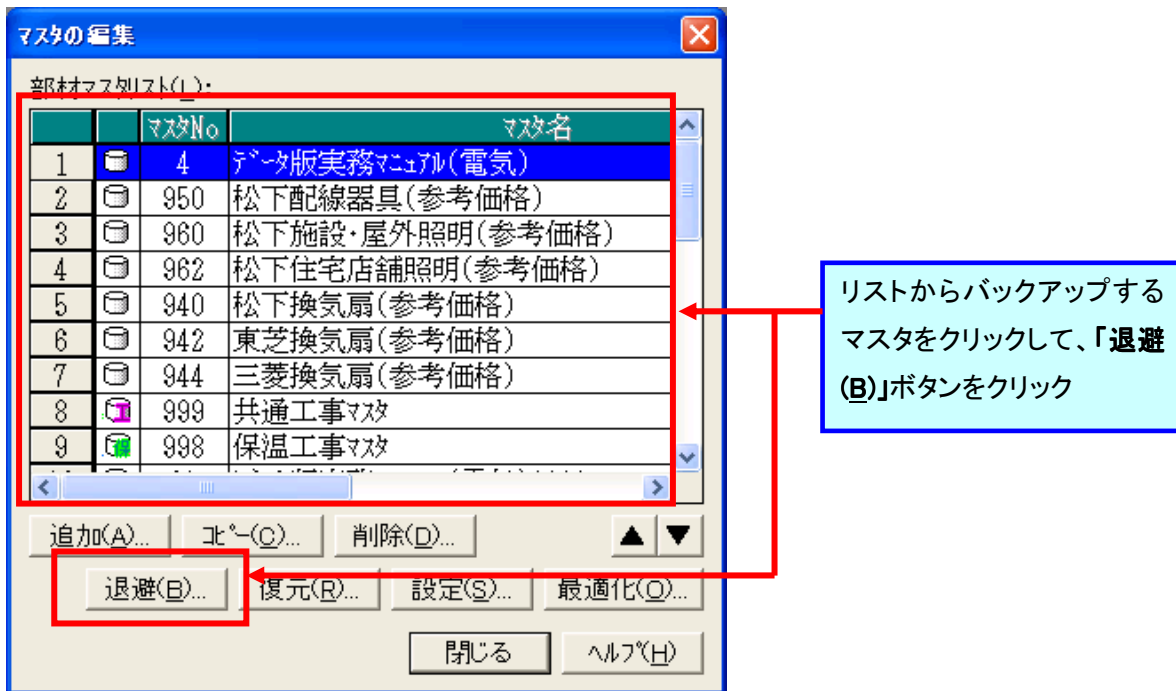 マスタの編集
部材マスタリスト(L):
マスタNo マスタ名
1 4 データ版実務マニュアル(電気)
2 950 松下配線器具(参考価格)
3 960 松下施設・屋外照明(参考価格)
4 962 松下住宅店舗照明(参考価格)
5 940 松下換気扇(参考価格)
6 942 東芝換気扇(参考価格)
7 944 三菱換気扇(参考価格)
8 999 共通工事マスタ
9 998 保温工事マスタ
追加(A)... コピー(C)... 削除(D)... ▲ ▼
退避(B)... 復元(R)... 設定(S)... 最適化(O)...
閉じる ヘルプ(H)
リストからバックアップする
マスタをクリックして、「退避
(B)」ボタンをクリック